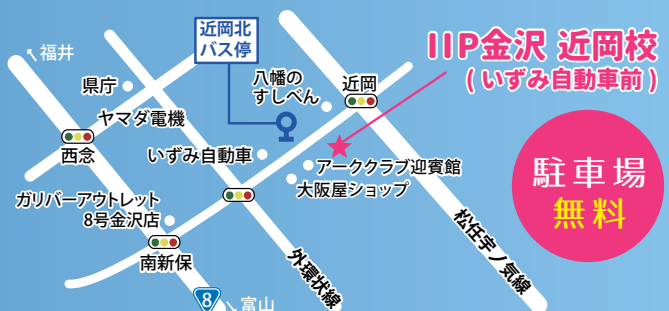 ↖福井
近岡北
バス停
IIP金沢 近岡校
(いずみ自動車前)
県庁
八幡の
すしべん
近岡
ヤマダ電機
西念
いずみ自動車
アーククラブ迎賓館
大阪屋ショップ
駐車場
無料
ガリバーアウトレット
8号金沢店
南新保
外環状線
松任宇ノ気線
8
↘富山